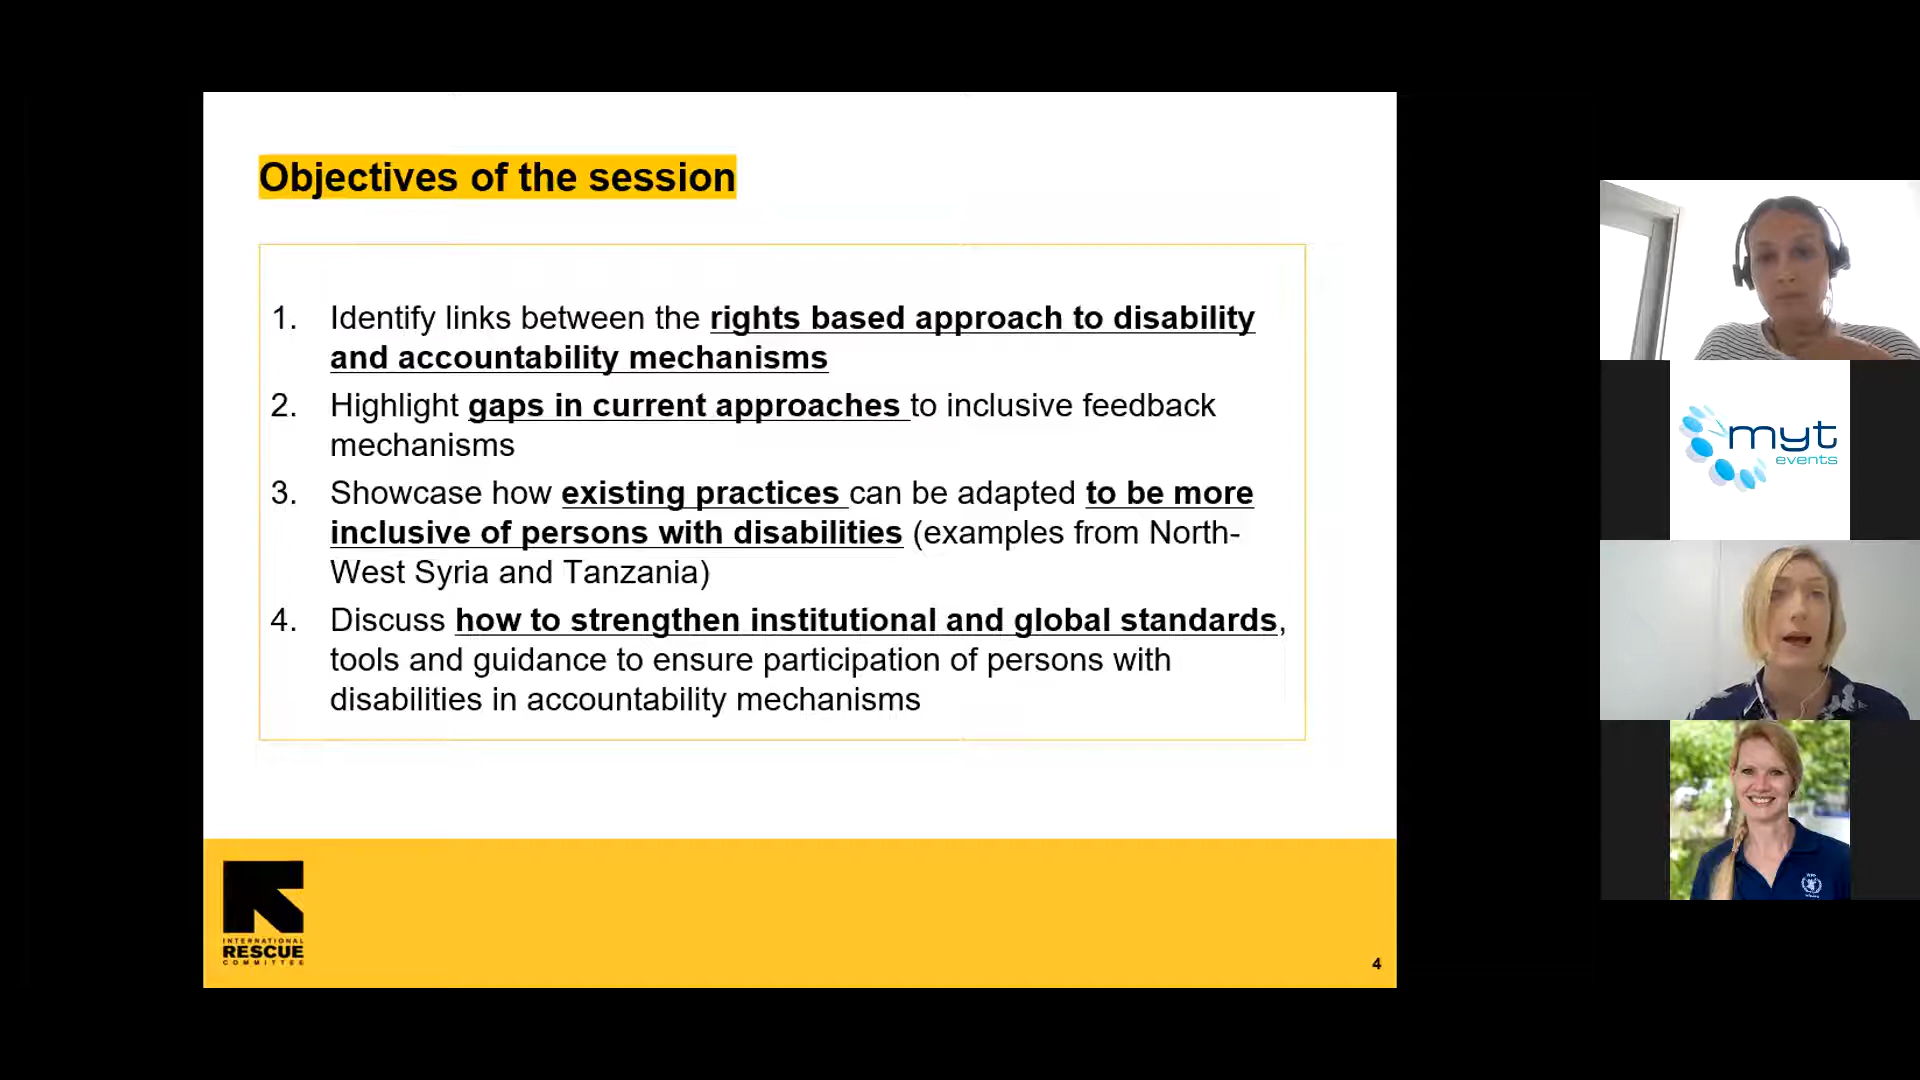 Objectives of the session
1. Identify links between the rights based approach to disability
and accountability mechanisms
2. Highlight gaps in current approaches to inclusive feedback
mechanisms
3. Showcase how existing practices can be adapted to be more
inclusive of persons with disabilities (examples from North-
West Syria and Tanzania)
4. Discuss how to strengthen institutional and global standards,
tools and guidance to ensure participation of persons with
disabilities in accountability mechanisms
INTERNATIONAL
RESCUE
COMMITTEE
4
myt
events